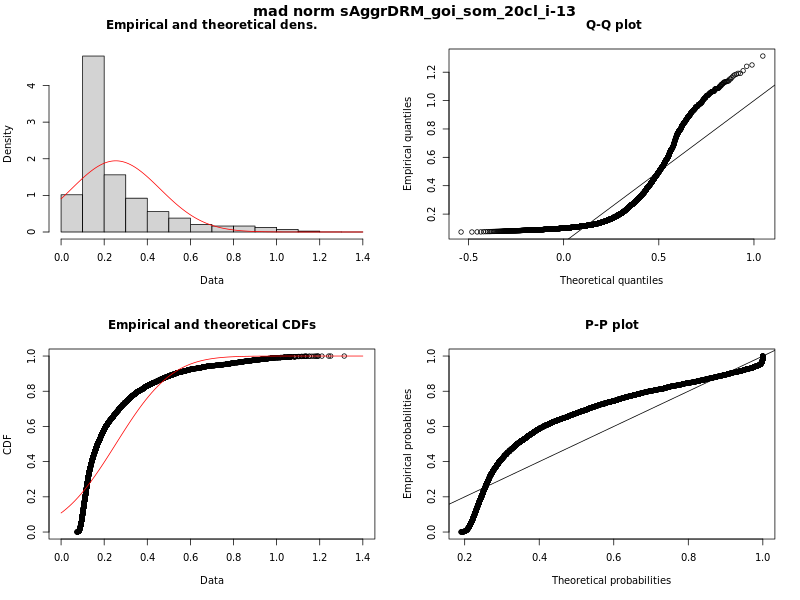 mad norm sAggrDRM_goi_som_20cl_i-13
Empirical and theoretical dens.
Density
0 1 2 3 4
0.0 0.2 0.4 0.6 0.8 1.0 1.2 1.4
Data
Q-Q plot
Empirical quantiles
0.2 0.4 0.6 0.8 1.0 1.2
-0.5 0.0 0.5 1.0
Theoretical quantiles
Empirical and theoretical CDFs
CDF
0.0 0.2 0.4 0.6 0.8 1.0
0.0 0.2 0.4 0.6 0.8 1.0 1.2 1.4
Data
P-P plot
Empirical probabilities
0.0 0.2 0.4 0.6 0.8 1.0
0.2 0.4 0.6 0.8 1.0
Theoretical probabilities